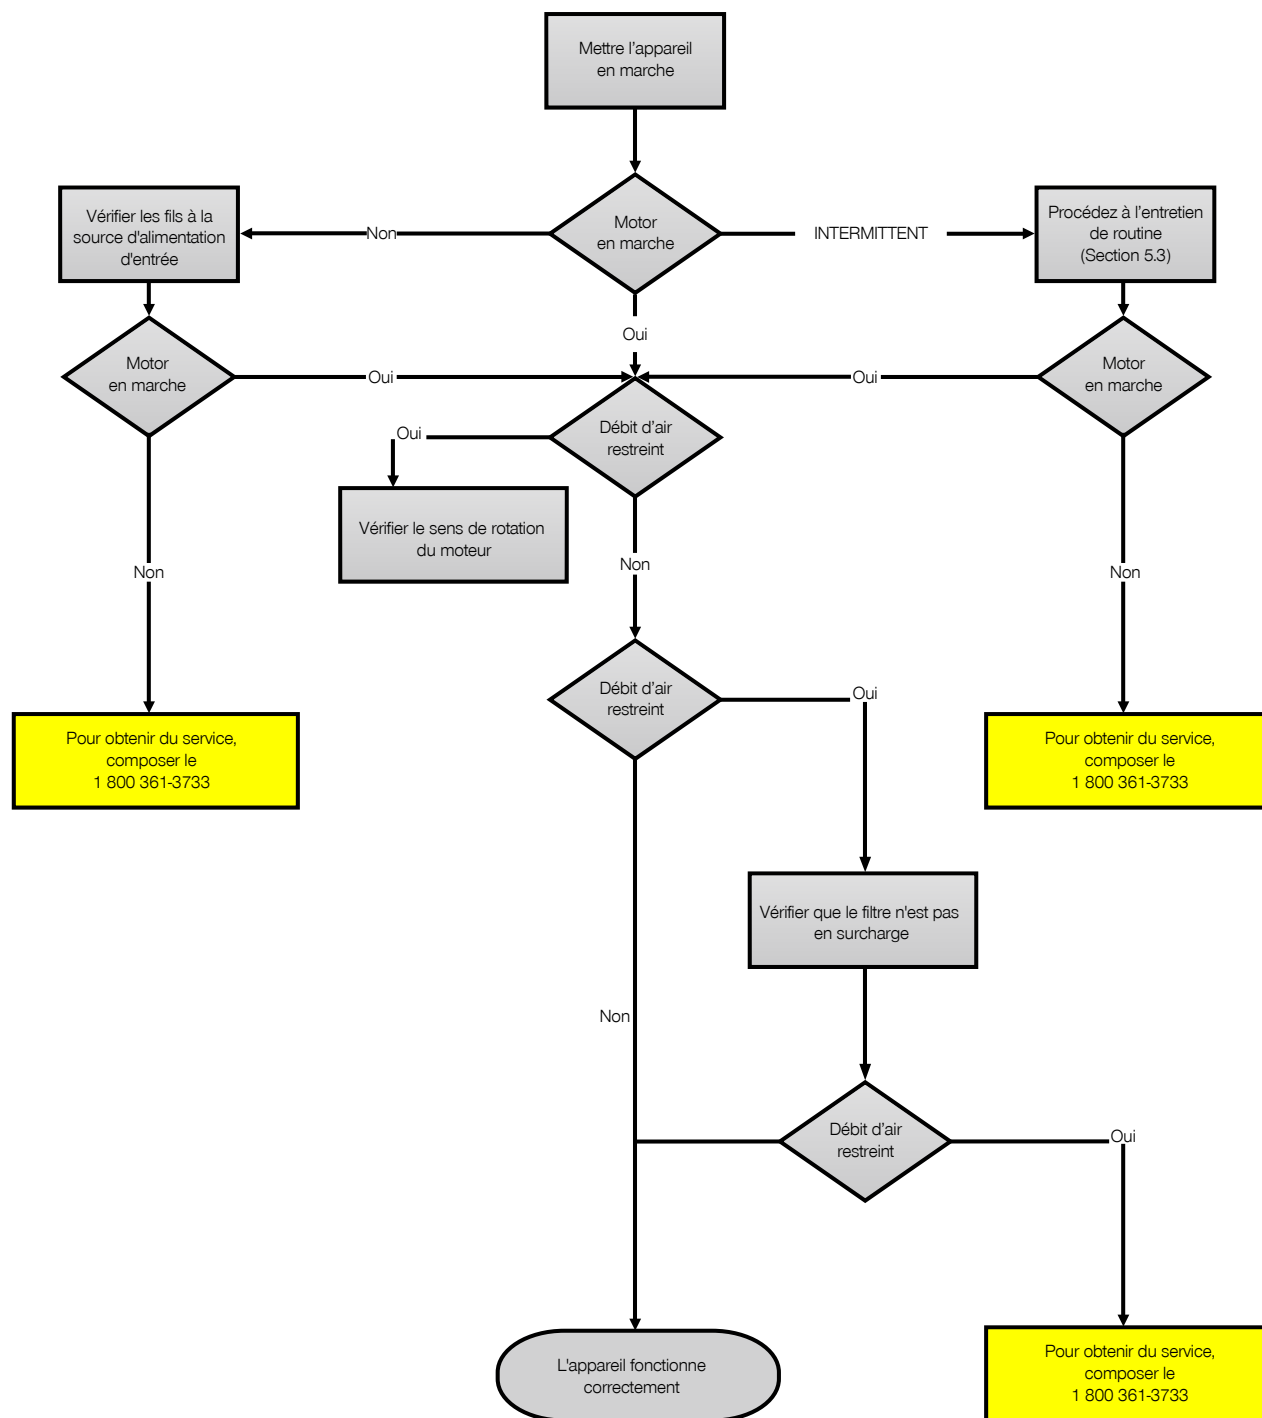 Mettre l’appareil
en marche
Vérifier les fils à la
source d'alimentation
d'entrée
Non
Motor
en marche
INTERMITTENT
Procédez à l’entretien
de routine
(Section 5.3)
Oui
Motor
en marche
Oui
Oui
Motor
en marche
Oui
Débit d’air
restreint
Vérifier le sens de rotation
du moteur
Non
Non
Non
Débit d’air
restreint
Oui
Pour obtenir du service,
composer le
1 800 361-3733
Pour obtenir du service,
composer le
1 800 361-3733
Vérifier que le filtre n'est pas
en surcharge
Non
Débit d’air
restreint
Oui
L'appareil fonctionne
correctement
Pour obtenir du service,
composer le
1 800 361-3733